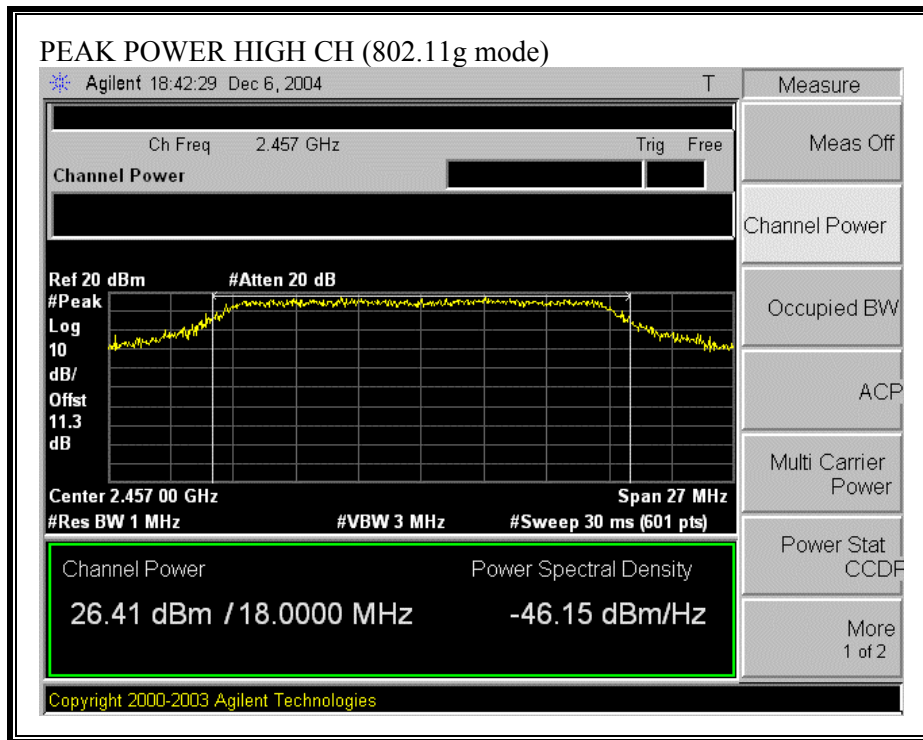 PEAK POWER HIGH CH (802.11g mode)
Agilent 18:42:29 Dec 6, 2004 T
Measure
Ch Freq 2.457 GHz Trig Free
Meas Off
Channel Power
Channel Power
Ref 20 dBm #Atten 20 dB
#Peak
Log
10
dB/
Offst
11.3
dB
Occupied BW
ACP
Multi Carrier
Power
Center 2.457 00 GHz Span 27 MHz
#Res BW 1 MHz #VBW 3 MHz #Sweep 30 ms (601 pts)
Power Stat
CCDF
Channel Power Power Spectral Density
26.41 dBm / 18.0000 MHz -46.15 dBm/Hz
More
1 of 2
Copyright 2000-2003 Agilent Technologies